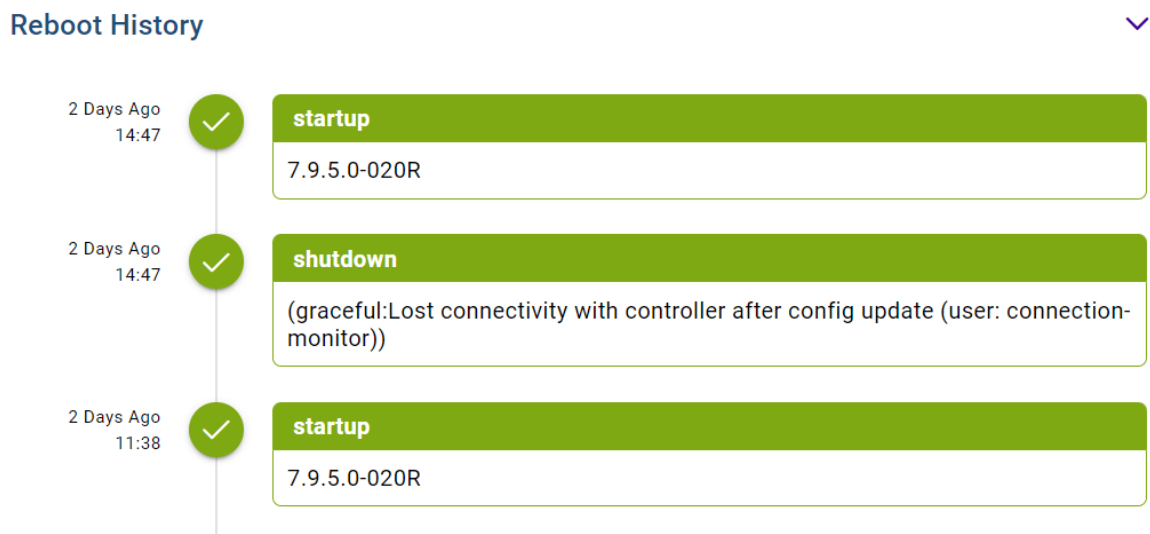 Reboot History
2 Days Ago
14:47
startup
7.9.5.0-020R
2 Days Ago
14:47
shutdown
(graceful:Lost connectivity with controller after config update (user: connection-
monitor))
2 Days Ago
11:38
startup
7.9.5.0-020R